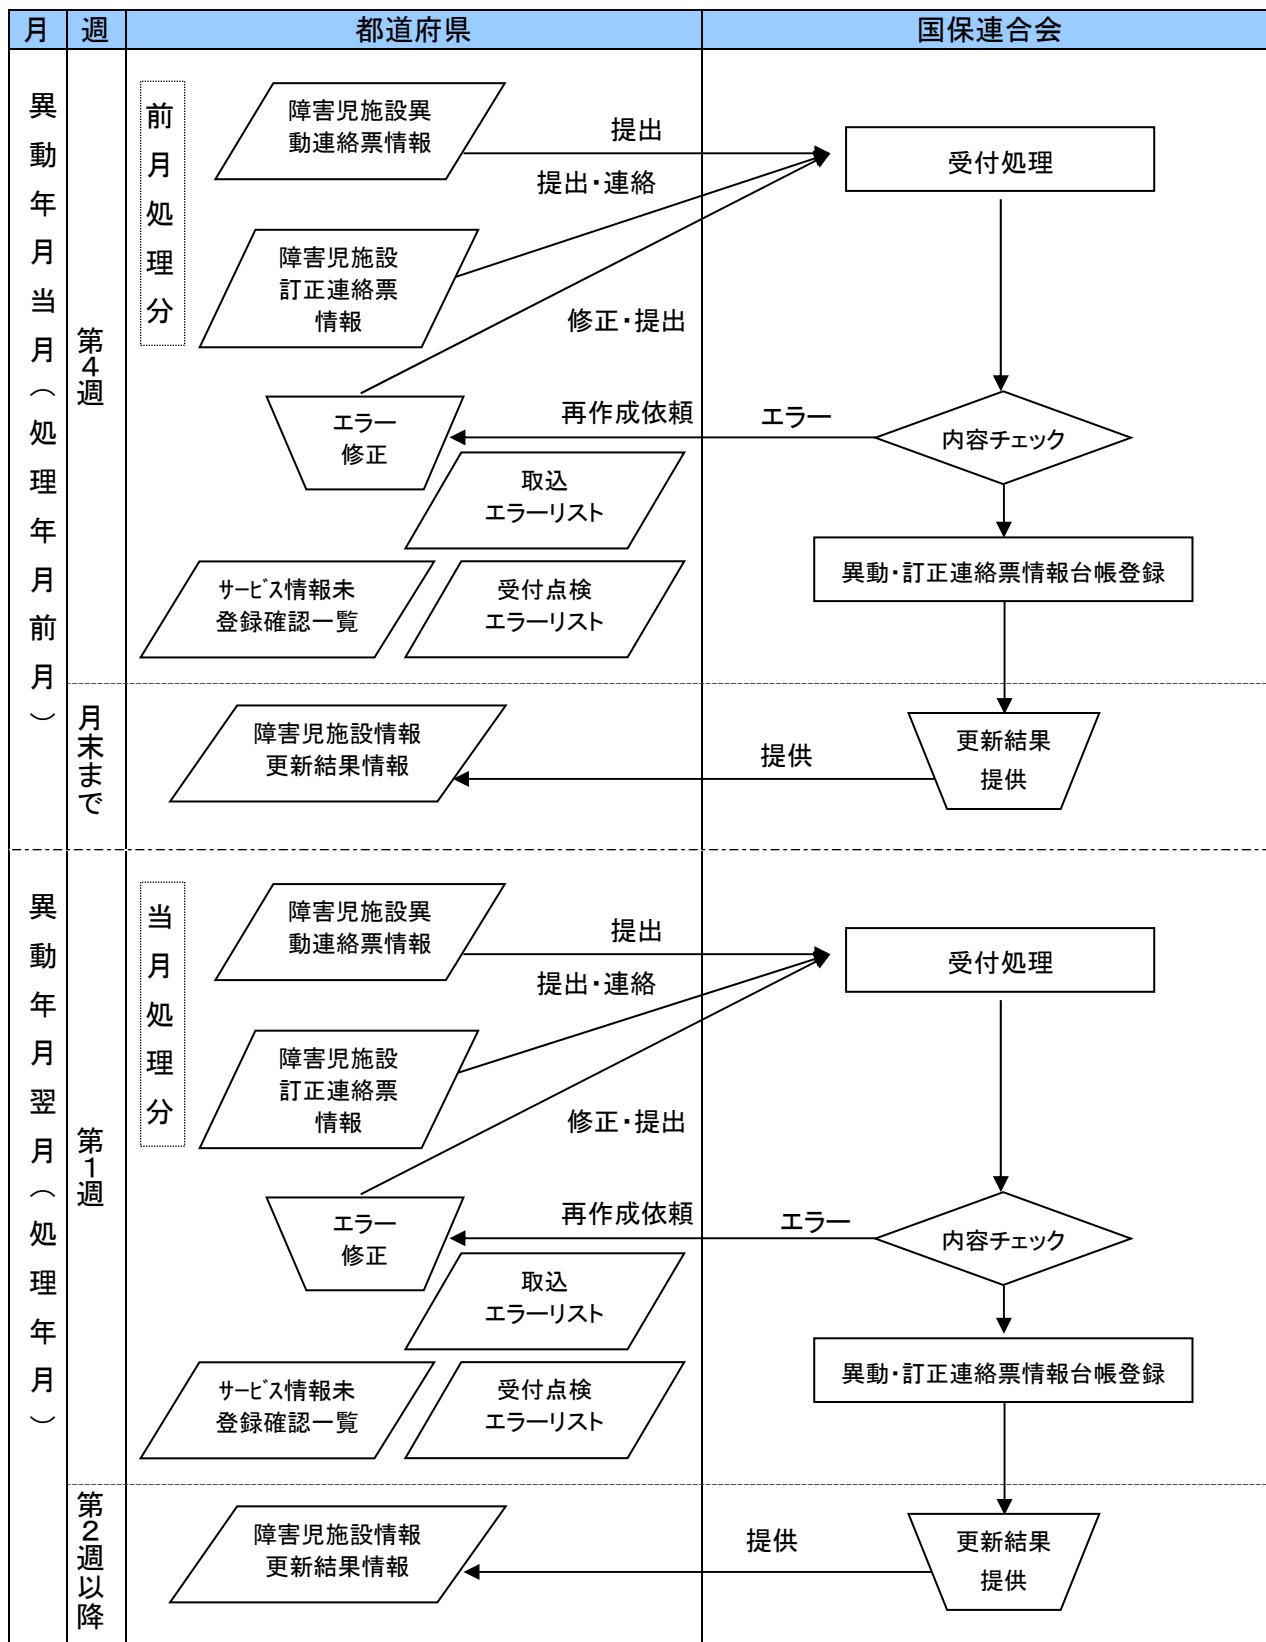 月
週
都道府県
国保連合会
異動年月当月（処理年月前月）
第4週
前月処理分
障害児施設異
動連絡票情報
提出
受付処理
提出・連絡
障害児施設
訂正連絡票
情報
修正・提出
エラー
修正
再作成依頼
エラー
内容チェック
取込
エラーリスト
異動・訂正連絡票情報台帳登録
サービス情報未
登録確認一覧
受付点検
エラーリスト
月末まで
障害児施設情報
更新結果情報
提供
更新結果
提供
異動年月翌月（処理年月）
第1週
当月処理分
障害児施設異
動連絡票情報
提出
受付処理
提出・連絡
障害児施設
訂正連絡票
情報
修正・提出
エラー
修正
再作成依頼
エラー
内容チェック
取込
エラーリスト
異動・訂正連絡票情報台帳登録
サービス情報未
登録確認一覧
受付点検
エラーリスト
第2週以降
障害児施設情報
更新結果情報
提供
更新結果
提供